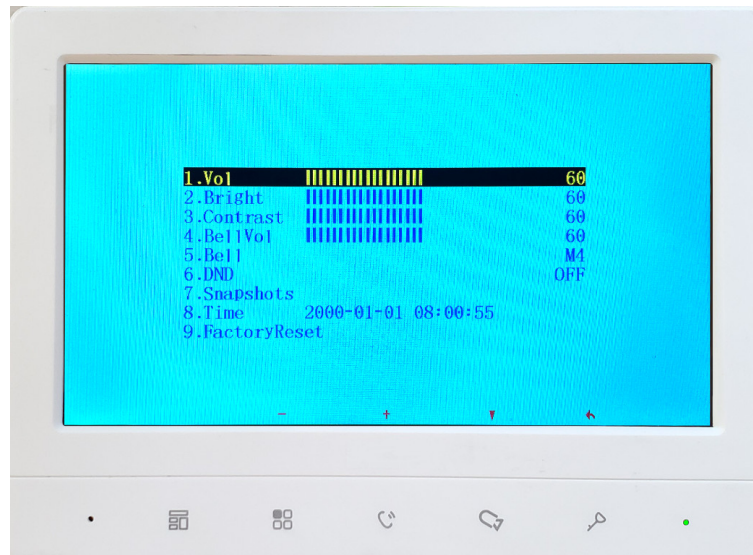 1.Vol 60
2.Bright 60
3.Contrast 60
4.BellVol 60
5.Bell M4
6.DND OFF
7.Snapshots
8.Time 2000-01-01 08:00:55
9.FactoryReset
- +